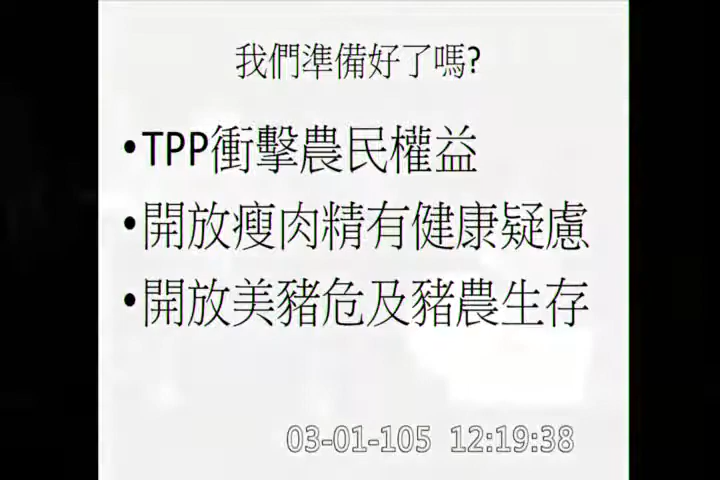 我們準備好了嗎?
•TPP衝擊農民權益
•開放瘦肉精有健康疑慮
•開放美豬危及豬農生存
03-01-105 12:19:38